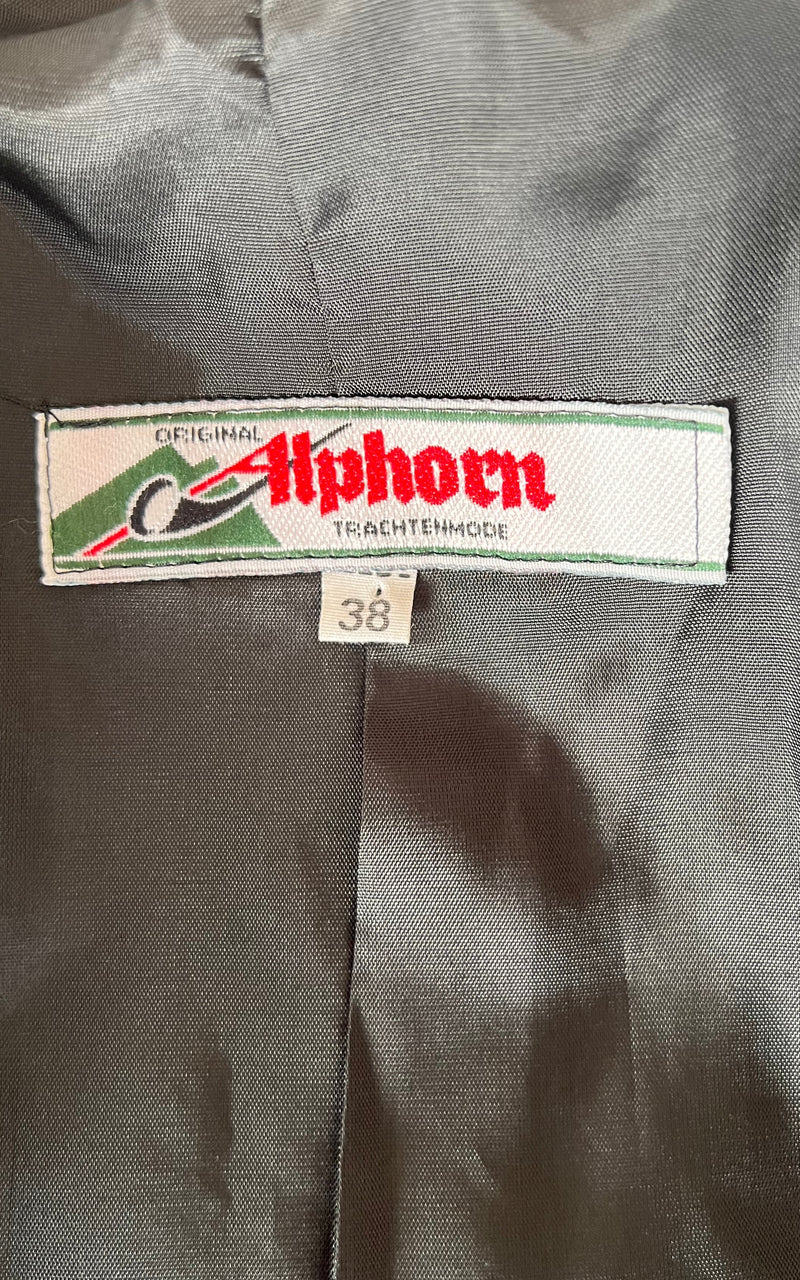 ORIGINAL
Alphorn
TRACHTENMODE
38